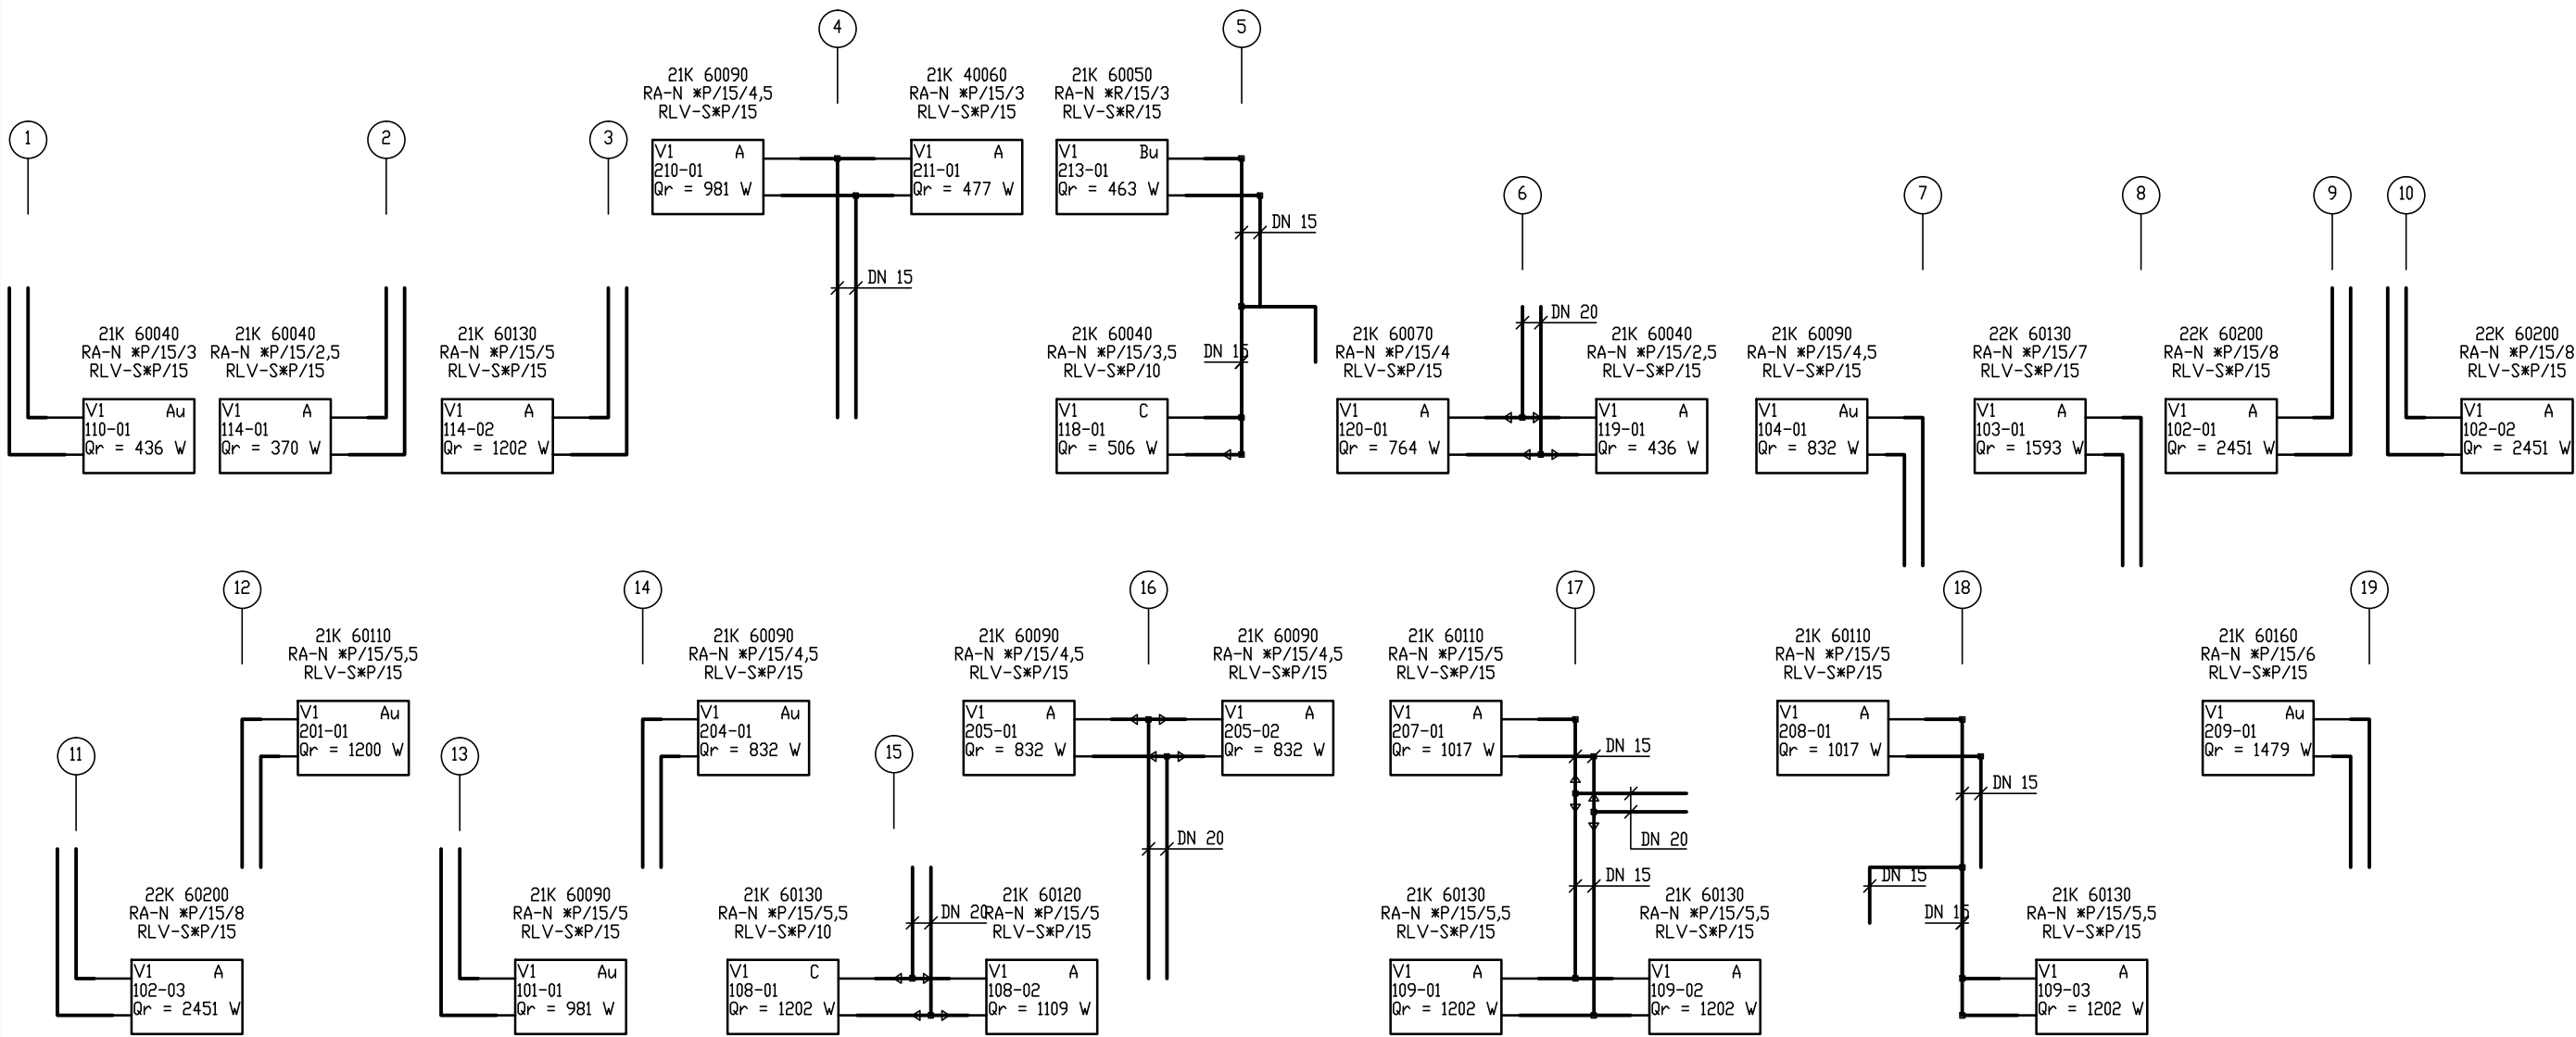 1
21K 60040
RA-N *P/15/3
RLV-S*P/15
V1 Au
110-01
Qr = 436 W
2
21K 60040
RA-N *P/15/2,5
RLV-S*P/15
V1 A
114-01
Qr = 370 W
3
21K 60130
RA-N *P/15/5
RLV-S*P/15
V1 A
114-02
Qr = 1202 W
4
21K 60090
RA-N *P/15/4,5
RLV-S*P/15
V1 A
210-01
Qr = 981 W
21K 40060
RA-N *P/15/3
RLV-S*P/15
V1 A
211-01
Qr = 477 W
DN 15
5
21K 60050
RA-N *R/15/3
RLV-S*R/15
V1 Bu
213-01
Qr = 463 W
DN 15
21K 60040
RA-N *P/15/3,5
RLV-S*P/10
DN 15
V1 C
118-01
Qr = 506 W
6
DN 20
21K 60070
RA-N *P/15/4
RLV-S*P/15
V1 A
120-01
Qr = 764 W
21K 60040
RA-N *P/15/2,5
RLV-S*P/15
V1 A
119-01
Qr = 436 W
7
21K 60090
RA-N *P/15/4,5
RLV-S*P/15
V1 Au
104-01
Qr = 832 W
8
22K 60130
RA-N *P/15/7
RLV-S*P/15
V1 A
103-01
Qr = 1593 W
9
22K 60200
RA-N *P/15/8
RLV-S*P/15
V1 A
102-01
Qr = 2451 W
10
22K 60200
RA-N *P/15/8
RLV-S*P/15
V1 A
102-02
Qr = 2451 W
11
22K 60200
RA-N *P/15/8
RLV-S*P/15
V1 A
102-03
Qr = 2451 W
12
21K 60110
RA-N *P/15/5,5
RLV-S*P/15
V1 Au
201-01
Qr = 1200 W
13
21K 60090
RA-N *P/15/5
RLV-S*P/15
V1 Au
101-01
Qr = 981 W
14
21K 60090
RA-N *P/15/4,5
RLV-S*P/15
V1 Au
204-01
Qr = 832 W
15
21K 60130
RA-N *P/15/5,5
RLV-S*P/10
V1 C
108-01
Qr = 1202 W
DN 20
21K 60120
RA-N *P/15/5
RLV-S*P/15
V1 A
108-02
Qr = 1109 W
16
21K 60090
RA-N *P/15/4,5
RLV-S*P/15
V1 A
205-01
Qr = 832 W
21K 60090
RA-N *P/15/4,5
RLV-S*P/15
V1 A
205-02
Qr = 832 W
DN 20
17
21K 60110
RA-N *P/15/5
RLV-S*P/15
V1 A
207-01
Qr = 1017 W
DN 15
DN 20
DN 15
21K 60130
RA-N *P/15/5,5
RLV-S*P/15
V1 A
109-01
Qr = 1202 W
21K 60130
RA-N *P/15/5,5
RLV-S*P/15
V1 A
109-02
Qr = 1202 W
18
21K 60110
RA-N *P/15/5
RLV-S*P/15
V1 A
208-01
Qr = 1017 W
DN 15
DN 15
DN 15
21K 60130
RA-N *P/15/5,5
RLV-S*P/15
V1 A
109-03
Qr = 1202 W
19
21K 60160
RA-N *P/15/6
RLV-S*P/15
V1 Au
209-01
Qr = 1479 W